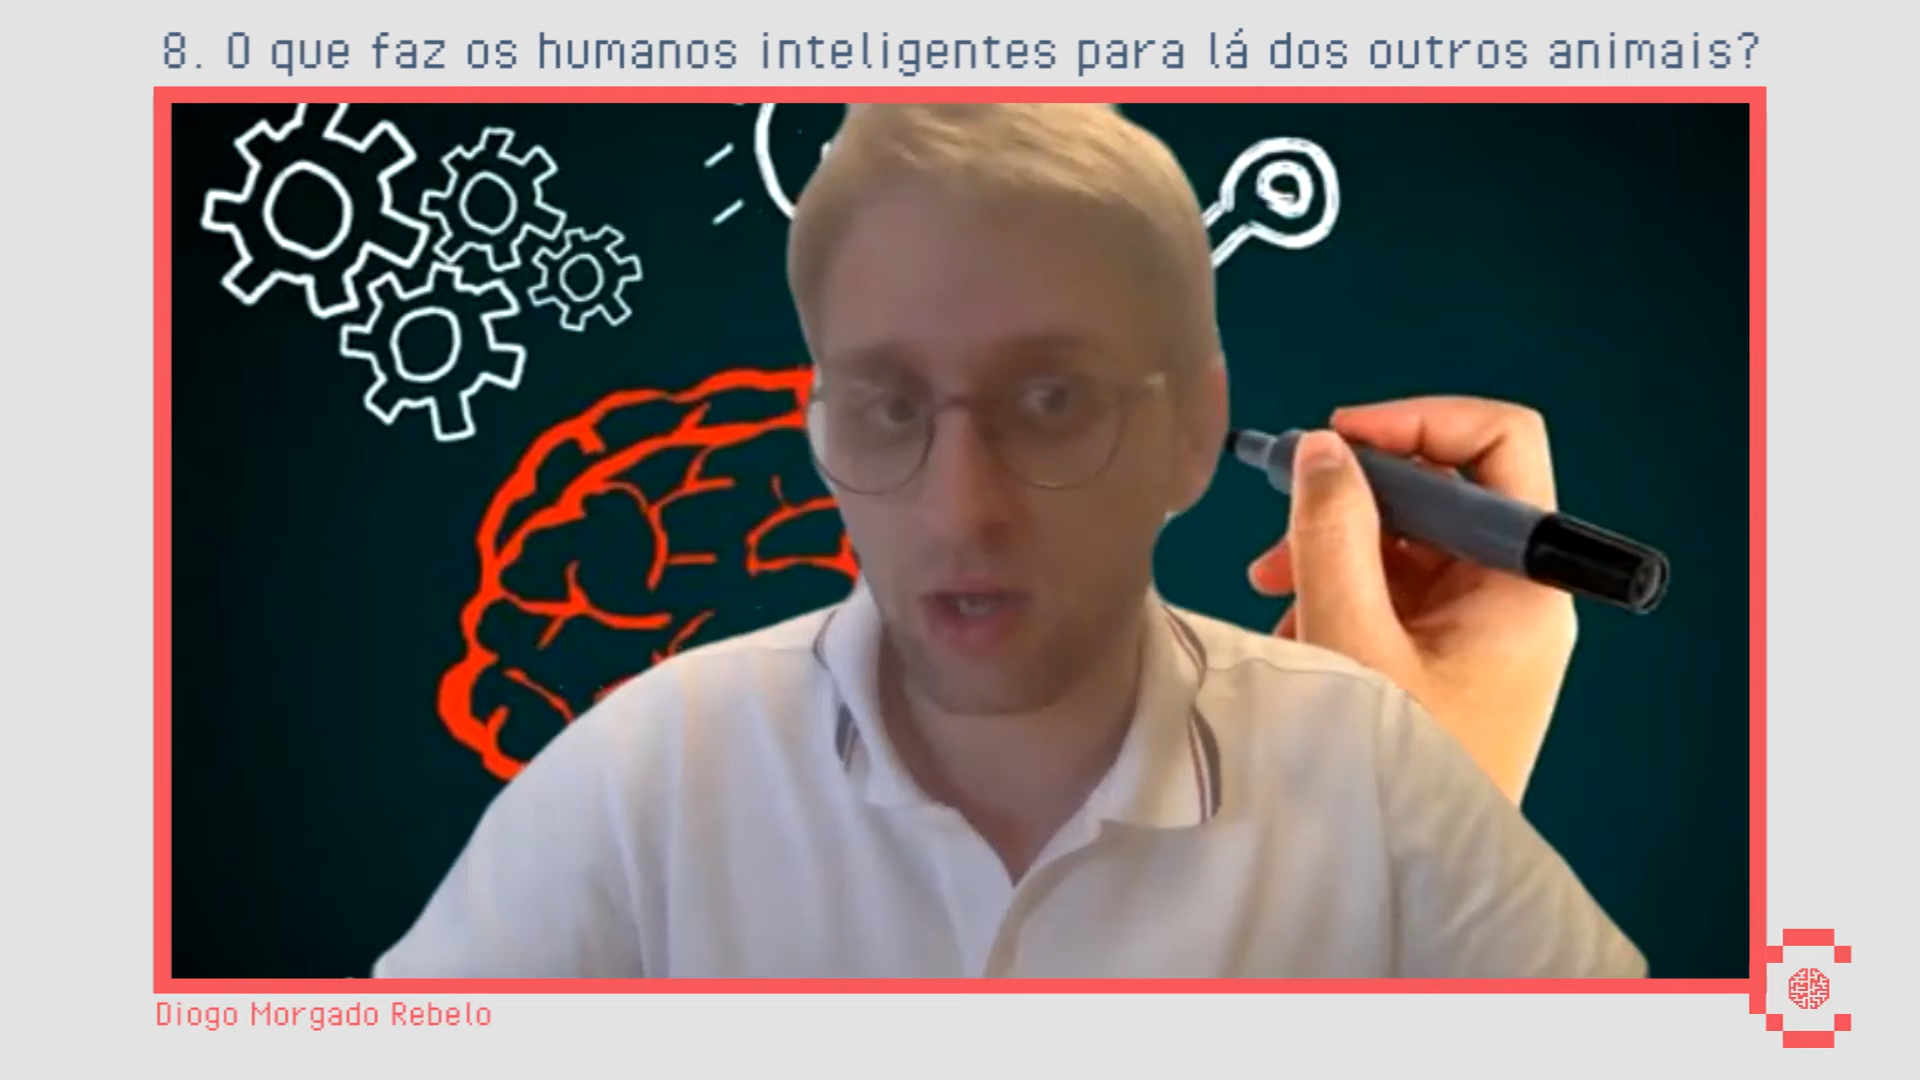 8. O que faz os humanos inteligentes para lá dos outros animais?
Diogo Morgado Rebelo